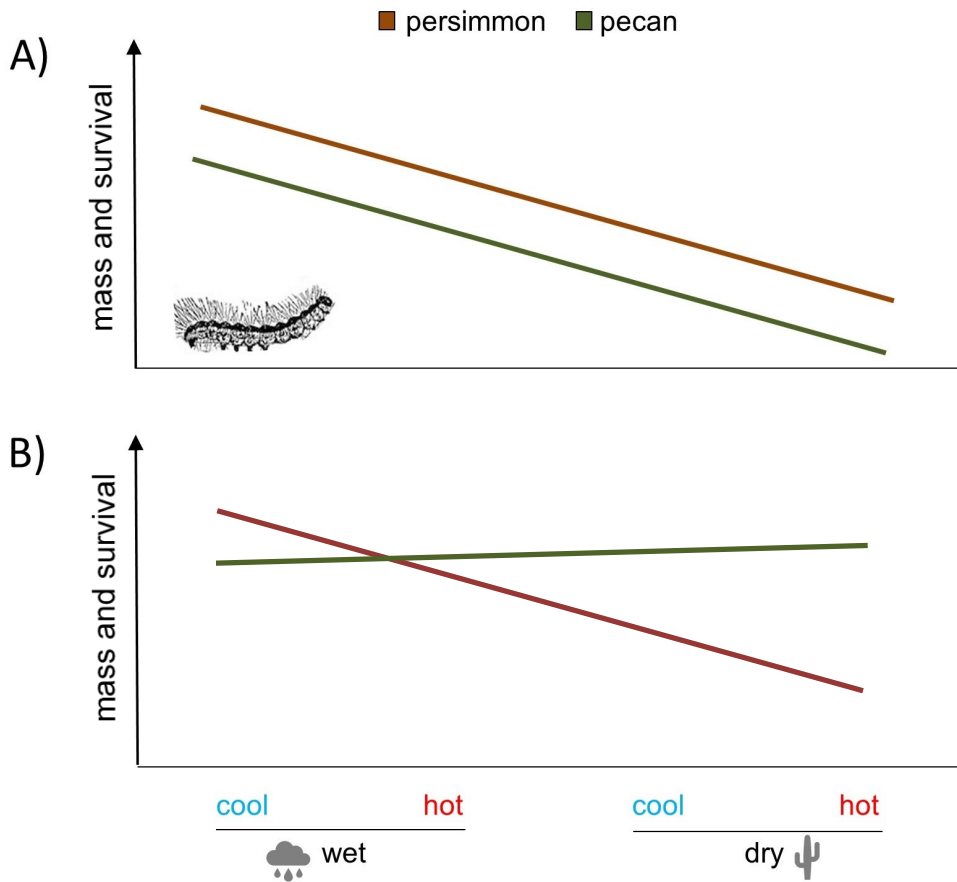 persimmon pecan
A)
mass and survival
B)
mass and survival
cool hot cool hot
wet dry